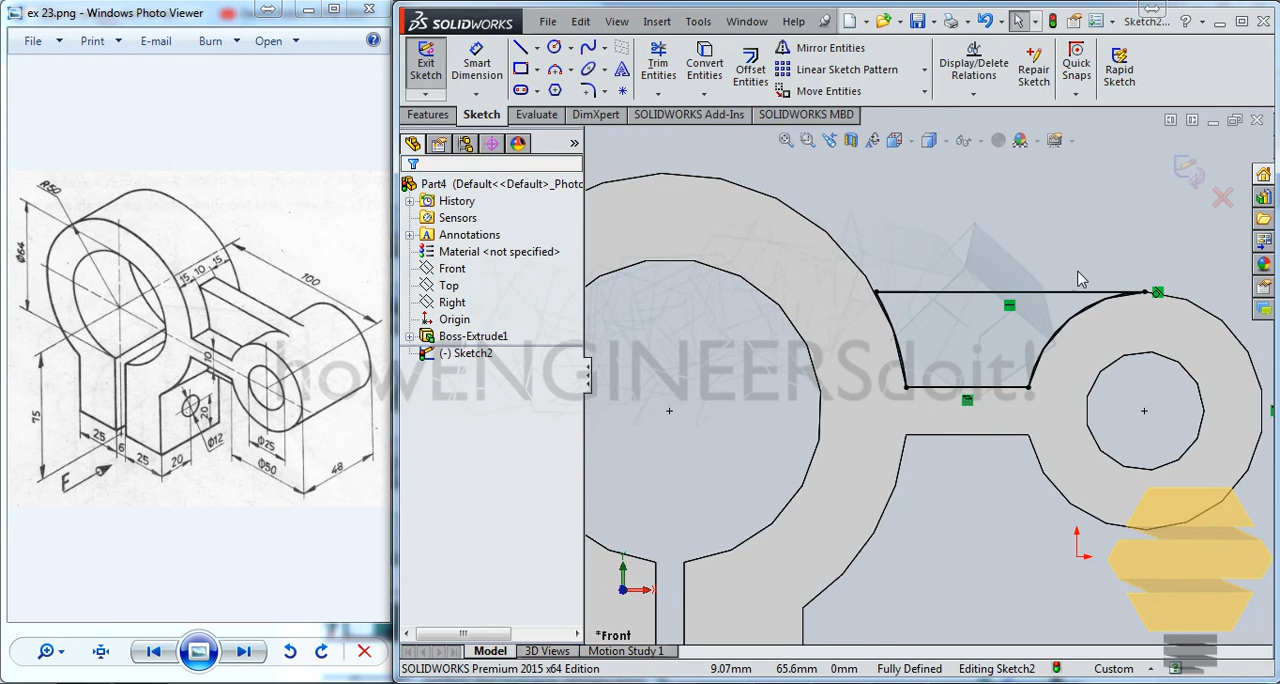 ex 23.png - Windows Photo Viewer
File Print E-mail Burn Open
R50
Ø64
15 10 15
100
10
75
25 6 25
20
Ø12
20
Ø25
Ø50
48
F
SOLIDWORKS
File Edit View Insert Tools Window Help
Sketch2...
Exit Sketch
Smart Dimension
Trim Entities
Convert Entities
Offset Entities
Mirror Entities
Linear Sketch Pattern
Move Entities
Display/Delete Relations
Repair Sketch
Quick Snaps
Rapid Sketch
Features Sketch Evaluate DimXpert SOLIDWORKS Add-Ins SOLIDWORKS MBD
Part4 (Default<<Default>_Photo
History
Sensors
Annotations
Material <not specified>
Front
Top
Right
Origin
Boss-Extrude1
(-) Sketch2
howENGINEERSdoit!
*Front
Model 3D Views Motion Study 1
SOLIDWORKS Premium 2015 x64 Edition 9.07mm 65.6mm 0mm Fully Defined Editing Sketch2 Custom